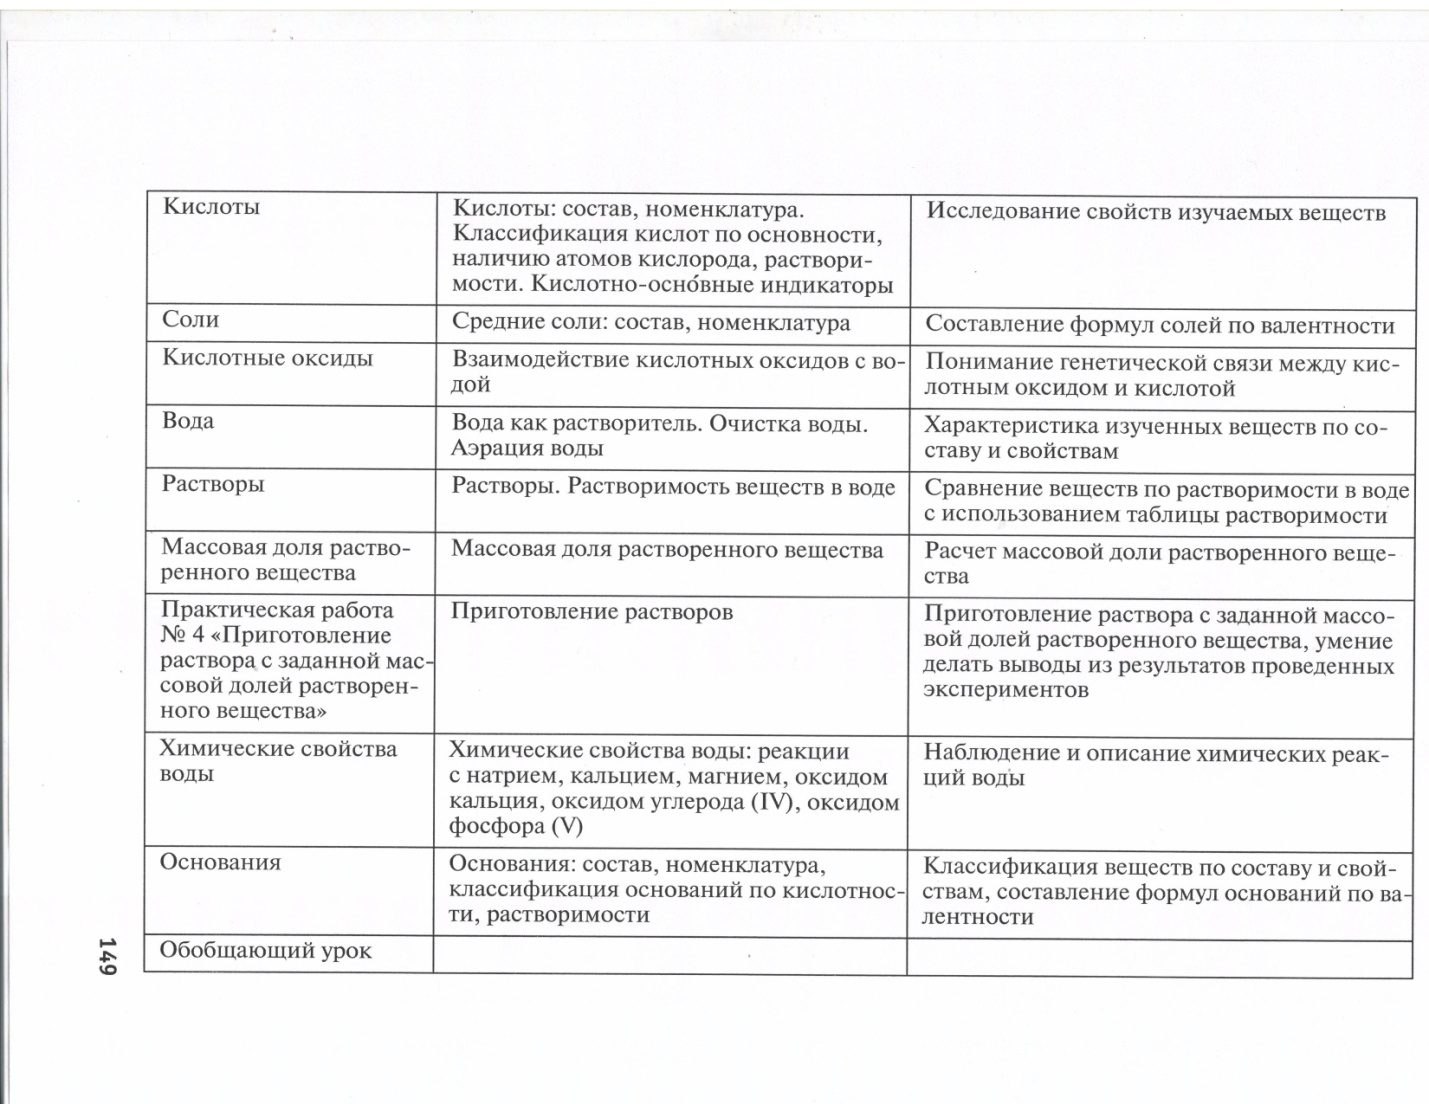 Кислоты
Кислоты: состав, номенклатура.
Классификация кислот по основности,
наличию атомов кислорода, раствори-
мости. Кислотно-осно́вные индикаторы
Исследование свойств изучаемых веществ
Соли
Средние соли: состав, номенклатура
Составление формул солей по валентности
Кислотные оксиды
Взаимодействие кислотных оксидов с во-
дой
Понимание генетической связи между кис-
лотным оксидом и кислотой
Вода
Вода как растворитель. Очистка воды.
Аэрация воды
Характеристика изученных веществ по со-
ставу и свойствам
Растворы
Растворы. Растворимость веществ в воде
Сравнение веществ по растворимости в воде
с использованием таблицы растворимости
Массовая доля раство-
ренного вещества
Массовая доля растворенного вещества
Расчет массовой доли растворенного веще-
ства
Практическая работа
№ 4 «Приготовление
раствора с заданной мас-
совой долей растворен-
ного вещества»
Приготовление растворов
Приготовление раствора с заданной массо-
вой долей растворенного вещества, умение
делать выводы из результатов проведенных
экспериментов
Химические свойства
воды
Химические свойства воды: реакции
с натрием, кальцием, магнием, оксидом
кальция, оксидом углерода (IV), оксидом
фосфора (V)
Наблюдение и описание химических реак-
ций воды
Основания
Основания: состав, номенклатура,
классификация оснований по кислотнос-
ти, растворимости
Классификация веществ по составу и свой-
ствам, составление формул оснований по ва-
лентности
Обобщающий урок
149